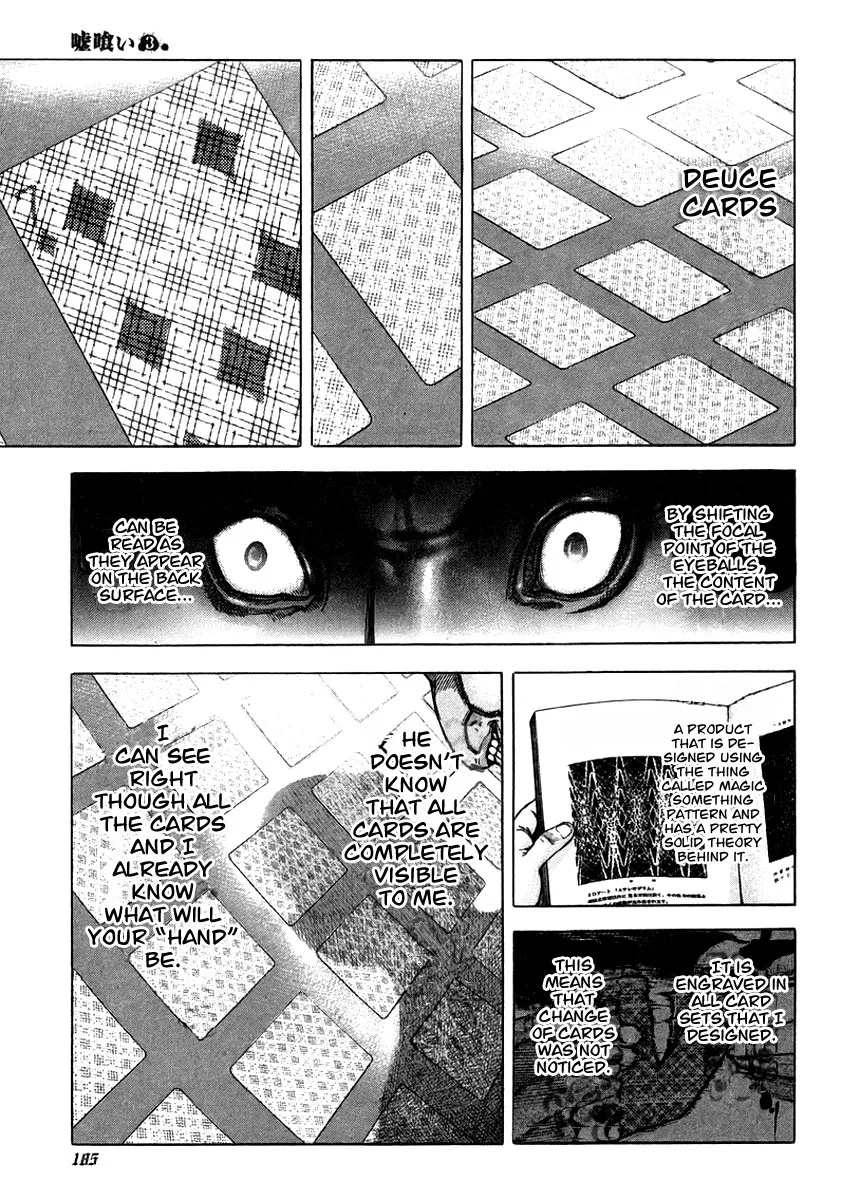 嘘喰い 3.
DEUCE
CARDS
BY SHIFTING
THE FOCAL
POINT OF THE
EYEBALLS,
THE CONTENT
OF THE CARD...
CAN BE
READ AS
THEY APPEAR
ON THE BACK
SURFACE...
A PRODUCT
THAT IS DE-
SIGNED USING
THE THING
CALLED MAGIC
SOMETHING
PATTERN AND
HAS A PRETTY
SOLID THEORY
BEHIND IT.
IT IS
ENGRAVED IN
ALL CARD
SETS THAT I
DESIGNED.
THIS
MEANS
THAT
CHANGE
OF CARDS
WAS NOT
NOTICED.
HE
DOESN'T
KNOW
THAT ALL
CARDS ARE
COMPLETELY
VISIBLE
TO ME.
I
CAN SEE
RIGHT
THOUGH ALL
THE CARDS
AND I
ALREADY
KNOW
WHAT WILL
YOUR "HAND"
BE.
185